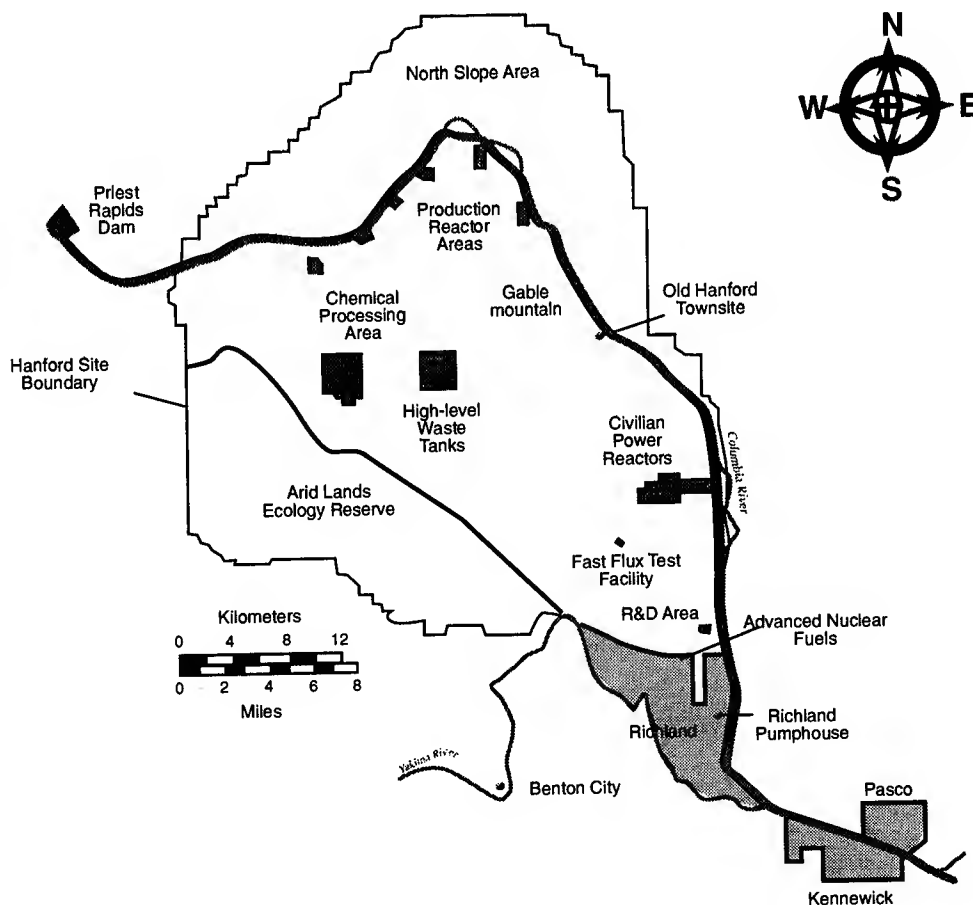 North Slope Area
N
W
E
S
Priest
Rapids
Dam
Production
Reactor
Areas
Gable
mountain
Old Hanford
Townsite
Chemical
Processing
Area
Hanford Site
Boundary
High-level
Waste
Tanks
Civilian
Power
Reactors
Columbia River
Arid Lands
Ecology Reserve
Fast Flux Test
Facility
Kilometers
0 4 8 12
0 2 4 6 8
Miles
R&D Area
Advanced Nuclear
Fuels
Richland
Richland
Pumphouse
Yakima River
Benton City
Pasco
Kennewick